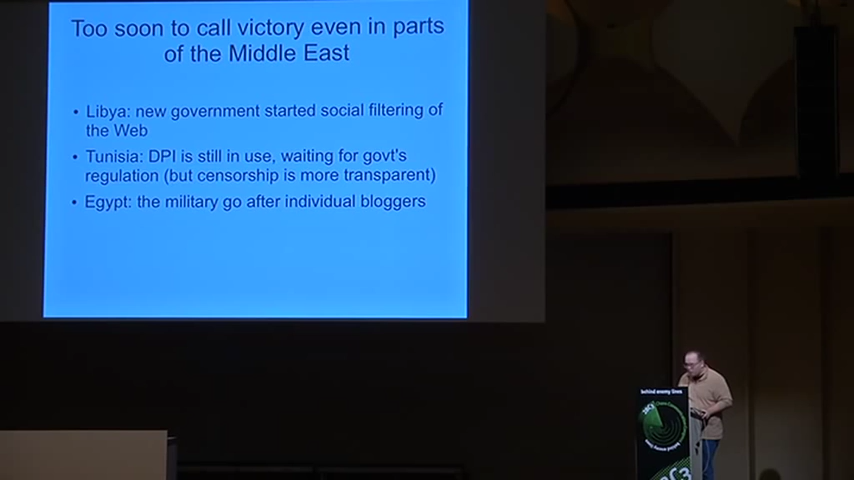 Too soon to call victory even in parts
of the Middle East
• Libya: new government started social filtering of
the Web
• Tunisia: DPI is still in use, waiting for govt's
regulation (but censorship is more transparent)
• Egypt: the military go after individual bloggers
behind enemy lines
28C3